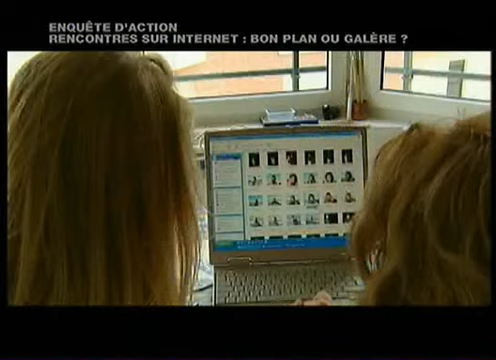 ENQUÊTE D'ACTION
RENCONTRES SUR INTERNET : BON PLAN OU GALÈRE ?